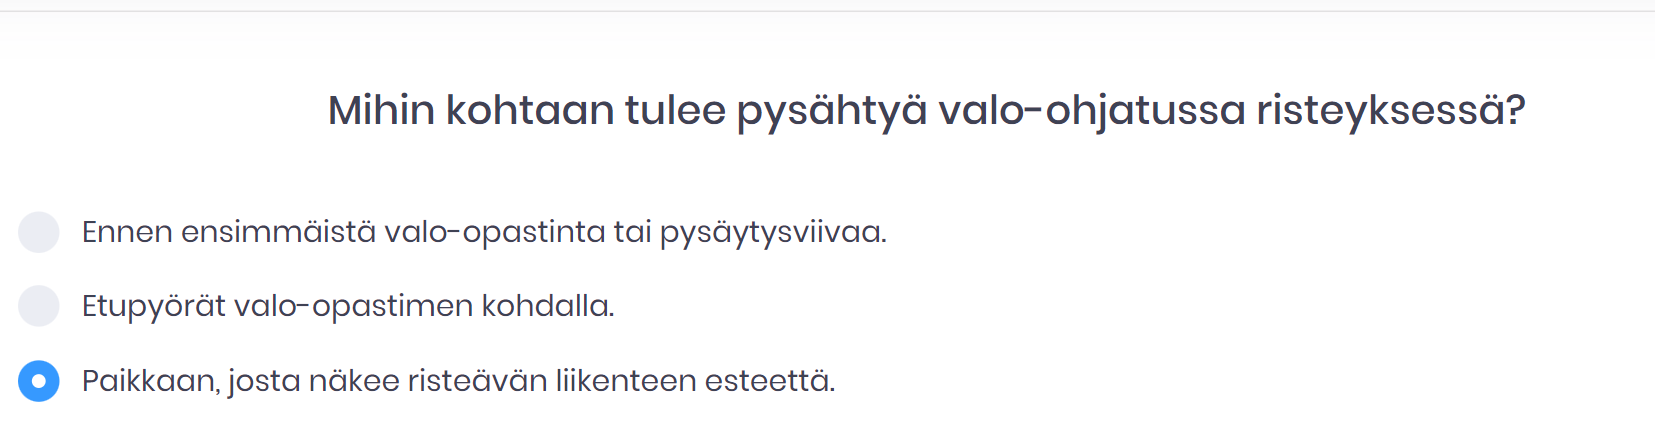 Mihin kohtaan tulee pysähtyä valo-ohjatussa risteyksessä?
Ennen ensimmäistä valo-opastinta tai pysäytysviivaa.
Etupyörät valo-opastimen kohdalla.
Paikkaan, josta näkee risteävän liikenteen esteettä.